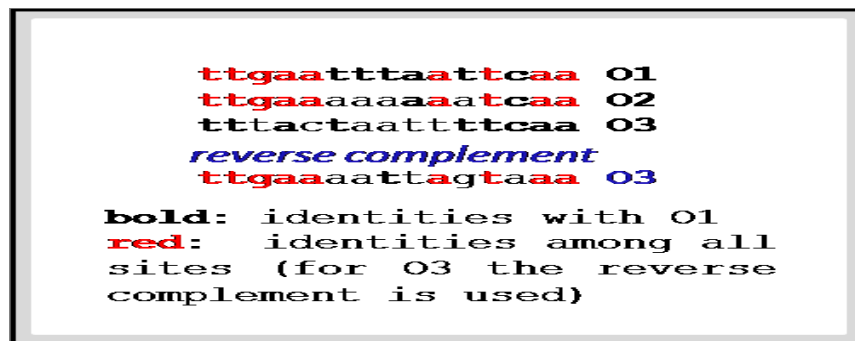 ttgaatttaattcaa O1
ttgaaaaaaaatcaa O2
tttactaattttcaa O3
reverse complement
ttgaaaattagtaaa O3
bold: identities with O1
red: identities among all
sites (for O3 the reverse
complement is used)